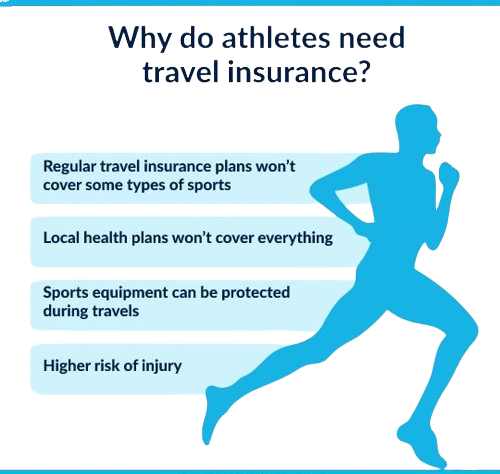 Why do athletes need
travel insurance?
Regular travel insurance plans won't
cover some types of sports
Local health plans won't cover everything
Sports equipment can be protected
during travels
Higher risk of injury